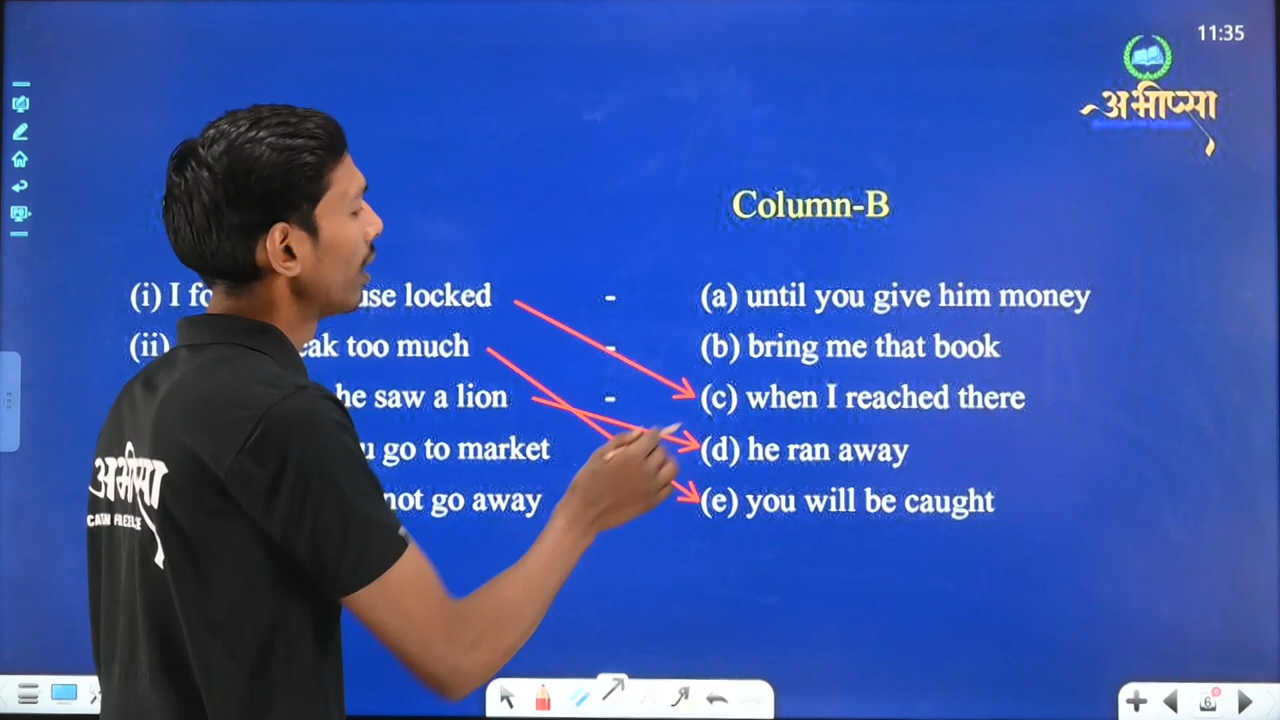 11:35
अभीप्सा
Column-B
(i) I fo use locked - (a) until you give him money
(ii) eak too much - (b) bring me that book
he saw a lion - (c) when I reached there
u go to market (d) he ran away
not go away (e) you will be caught
अभीप्सा